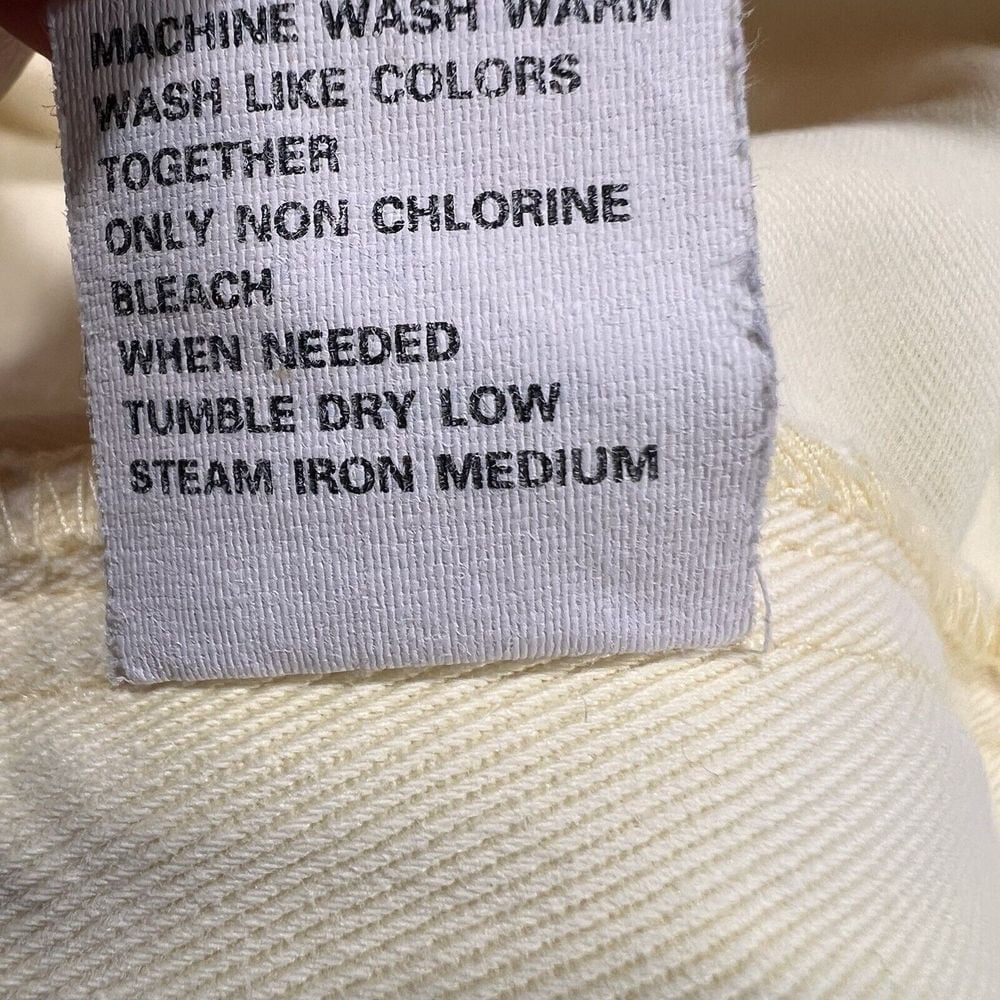 MACHINE WASH WARM
WASH LIKE COLORS
TOGETHER
ONLY NON CHLORINE
BLEACH
WHEN NEEDED
TUMBLE DRY LOW
STEAM IRON MEDIUM